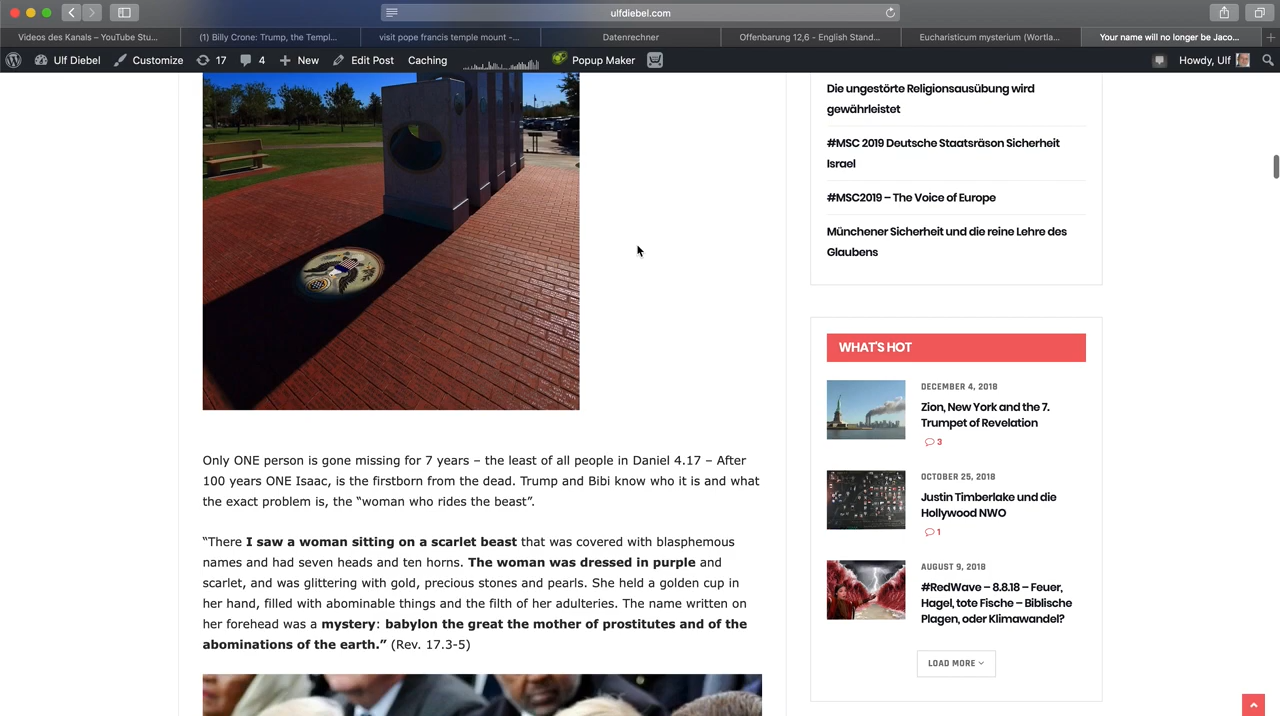 ulfdiebel.com
Videos des Kanals – YouTube Stu...
(1) Billy Crone: Trump, the Templ...
visit pope francis temple mount -...
Datenrechner
Offenbarung 12,6 - English Stand...
Eucharisticum mysterium (Wortla...
Your name will no longer be Jaco...
Ulf Diebel
Customize
17
4
New
Edit Post
Caching
Popup Maker
Howdy, Ulf
Die ungestörte Religionsausübung wird
gewährleistet
#MSC 2019 Deutsche Staatsräson Sicherheit
Israel
#MSC2019 – The Voice of Europe
Münchener Sicherheit und die reine Lehre des
Glaubens
WHAT'S HOT
DECEMBER 4, 2018
Zion, New York and the 7.
Trumpet of Revelation
3
OCTOBER 25, 2018
Justin Timberlake und die
Hollywood NWO
1
AUGUST 9, 2018
#RedWave – 8.8.18 – Feuer,
Hagel, tote Fische – Biblische
Plagen, oder Klimawandel?
LOAD MORE
Only ONE person is gone missing for 7 years – the least of all people in Daniel 4.17 – After
100 years ONE Isaac, is the firstborn from the dead. Trump and Bibi know who it is and what
the exact problem is, the “woman who rides the beast”.
“There I saw a woman sitting on a scarlet beast that was covered with blasphemous
names and had seven heads and ten horns. The woman was dressed in purple and
scarlet, and was glittering with gold, precious stones and pearls. She held a golden cup in
her hand, filled with abominable things and the filth of her adulteries. The name written on
her forehead was a mystery: babylon the great the mother of prostitutes and of the
abominations of the earth.” (Rev. 17.3-5)